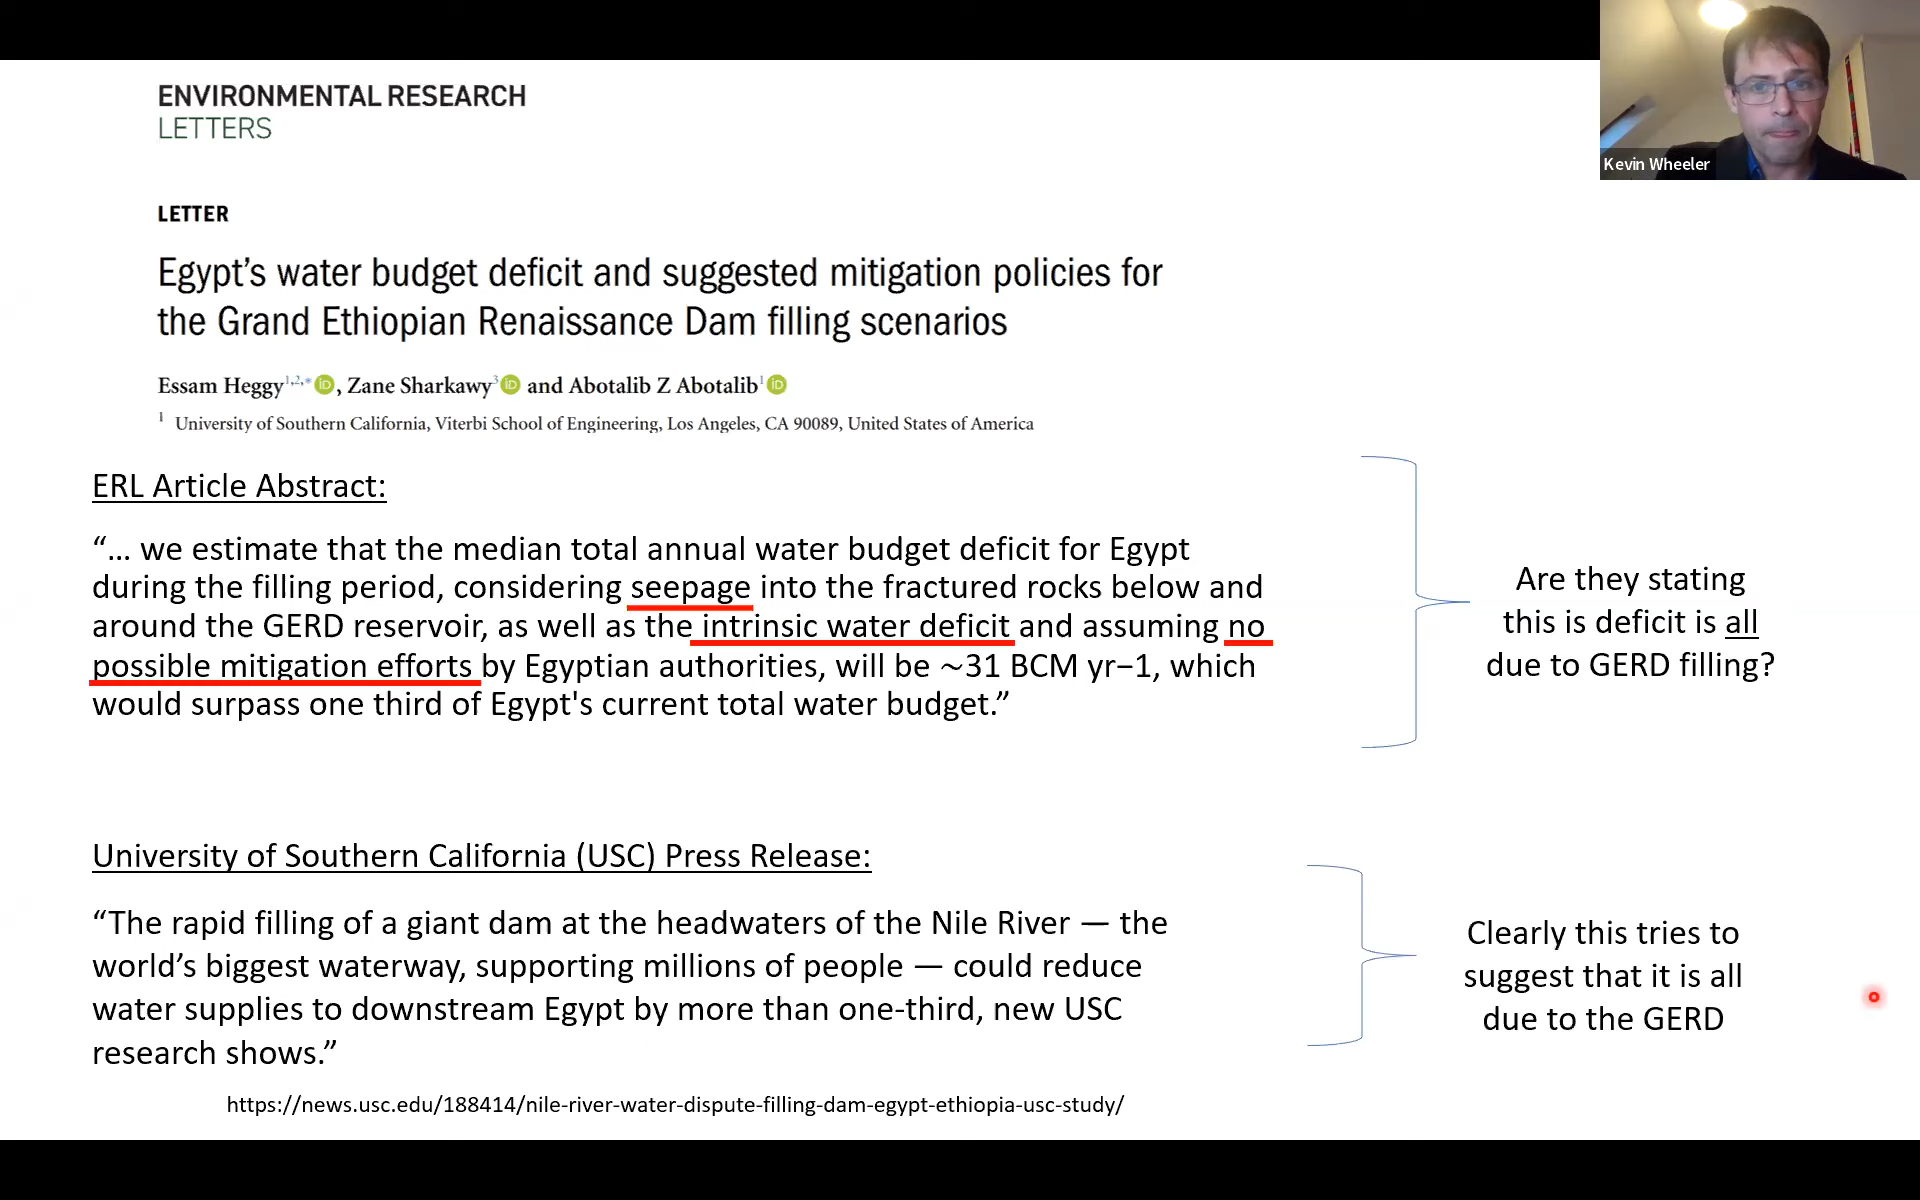 Kevin Wheeler
ENVIRONMENTAL RESEARCH
LETTERS
LETTER
Egypt’s water budget deficit and suggested mitigation policies for
the Grand Ethiopian Renaissance Dam filling scenarios
Essam Heggy1,2,* iD, Zane Sharkawy3 iD and Abotalib Z Abotalib1 iD
1 University of Southern California, Viterbi School of Engineering, Los Angeles, CA 90089, United States of America
ERL Article Abstract:
“... we estimate that the median total annual water budget deficit for Egypt
during the filling period, considering seepage into the fractured rocks below and
around the GERD reservoir, as well as the intrinsic water deficit and assuming no
possible mitigation efforts by Egyptian authorities, will be ~31 BCM yr−1, which
would surpass one third of Egypt's current total water budget.”
Are they stating
this is deficit is all
due to GERD filling?
University of Southern California (USC) Press Release:
“The rapid filling of a giant dam at the headwaters of the Nile River — the
world’s biggest waterway, supporting millions of people — could reduce
water supplies to downstream Egypt by more than one-third, new USC
research shows.”
Clearly this tries to
suggest that it is all
due to the GERD
https://news.usc.edu/188414/nile-river-water-dispute-filling-dam-egypt-ethiopia-usc-study/